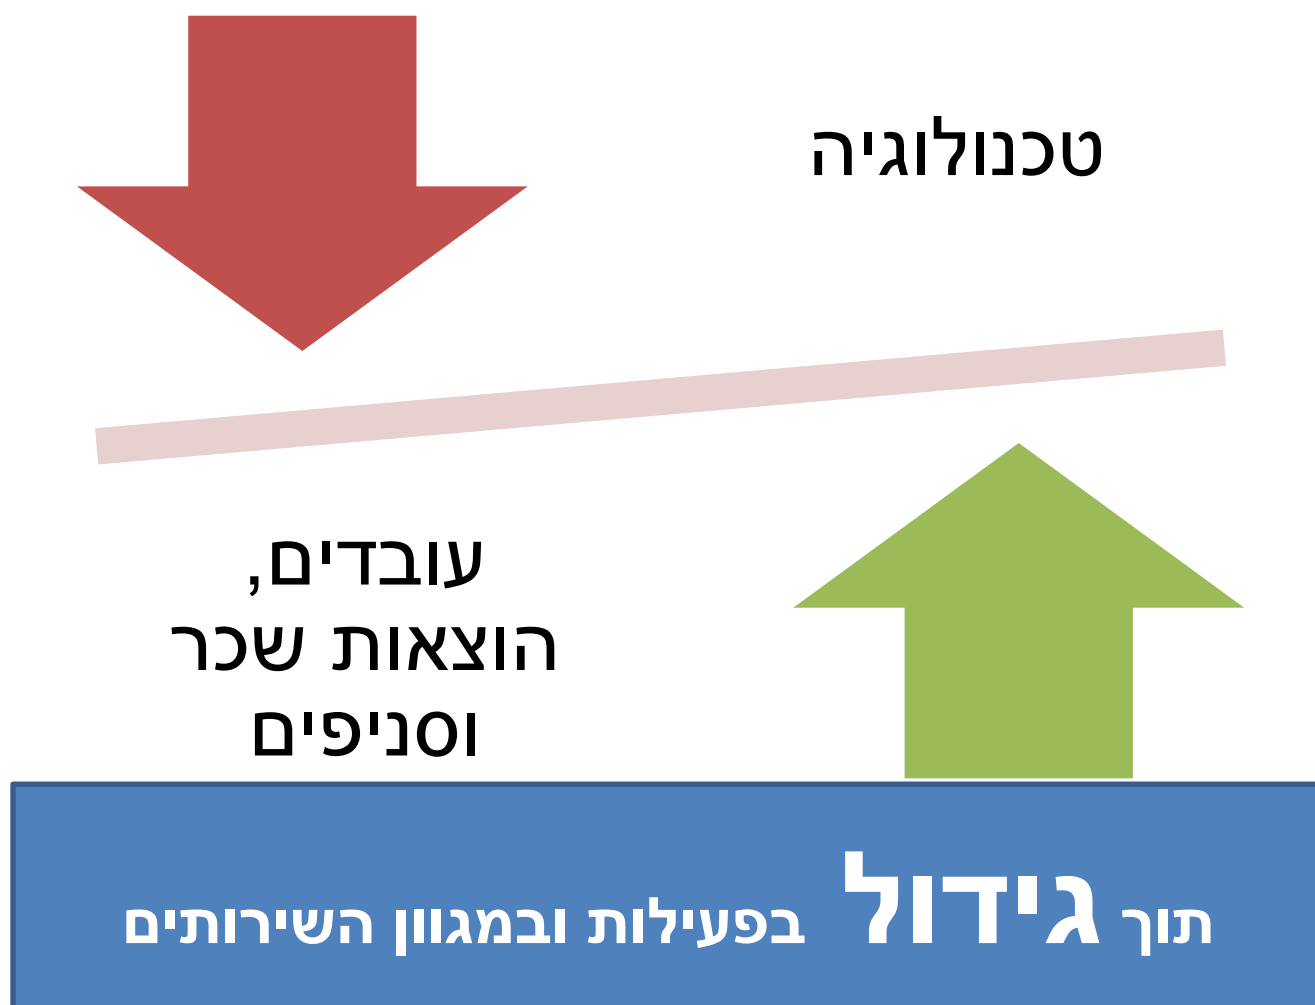 טכנולוגיה
עובדים,
הוצאות שכר
וסניפים
תוך גידול בפעילות ובמגוון השירותים